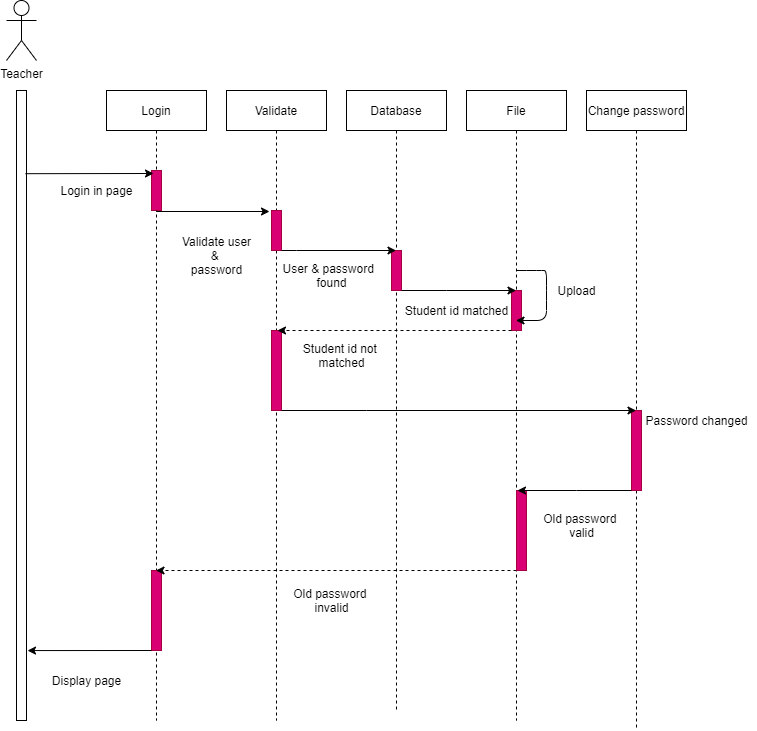 Teacher
Login
Validate
Database
File
Change password
Login in page
Validate user
&
password
User & password
found
Upload
Student id matched
Student id not
matched
Password changed
Old password
valid
Old password
invalid
Display page